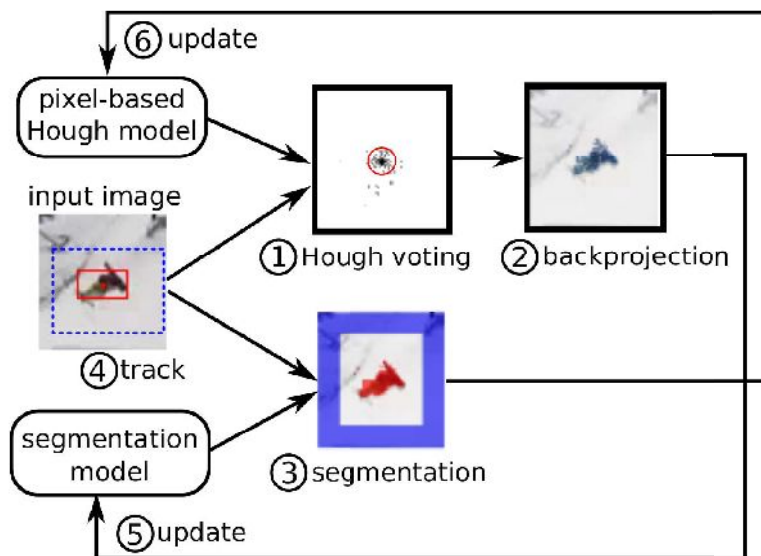 ⑥ update
pixel-based
Hough model
input image
① Hough voting
② backprojection
④ track
segmentation
model
③ segmentation
⑤ update